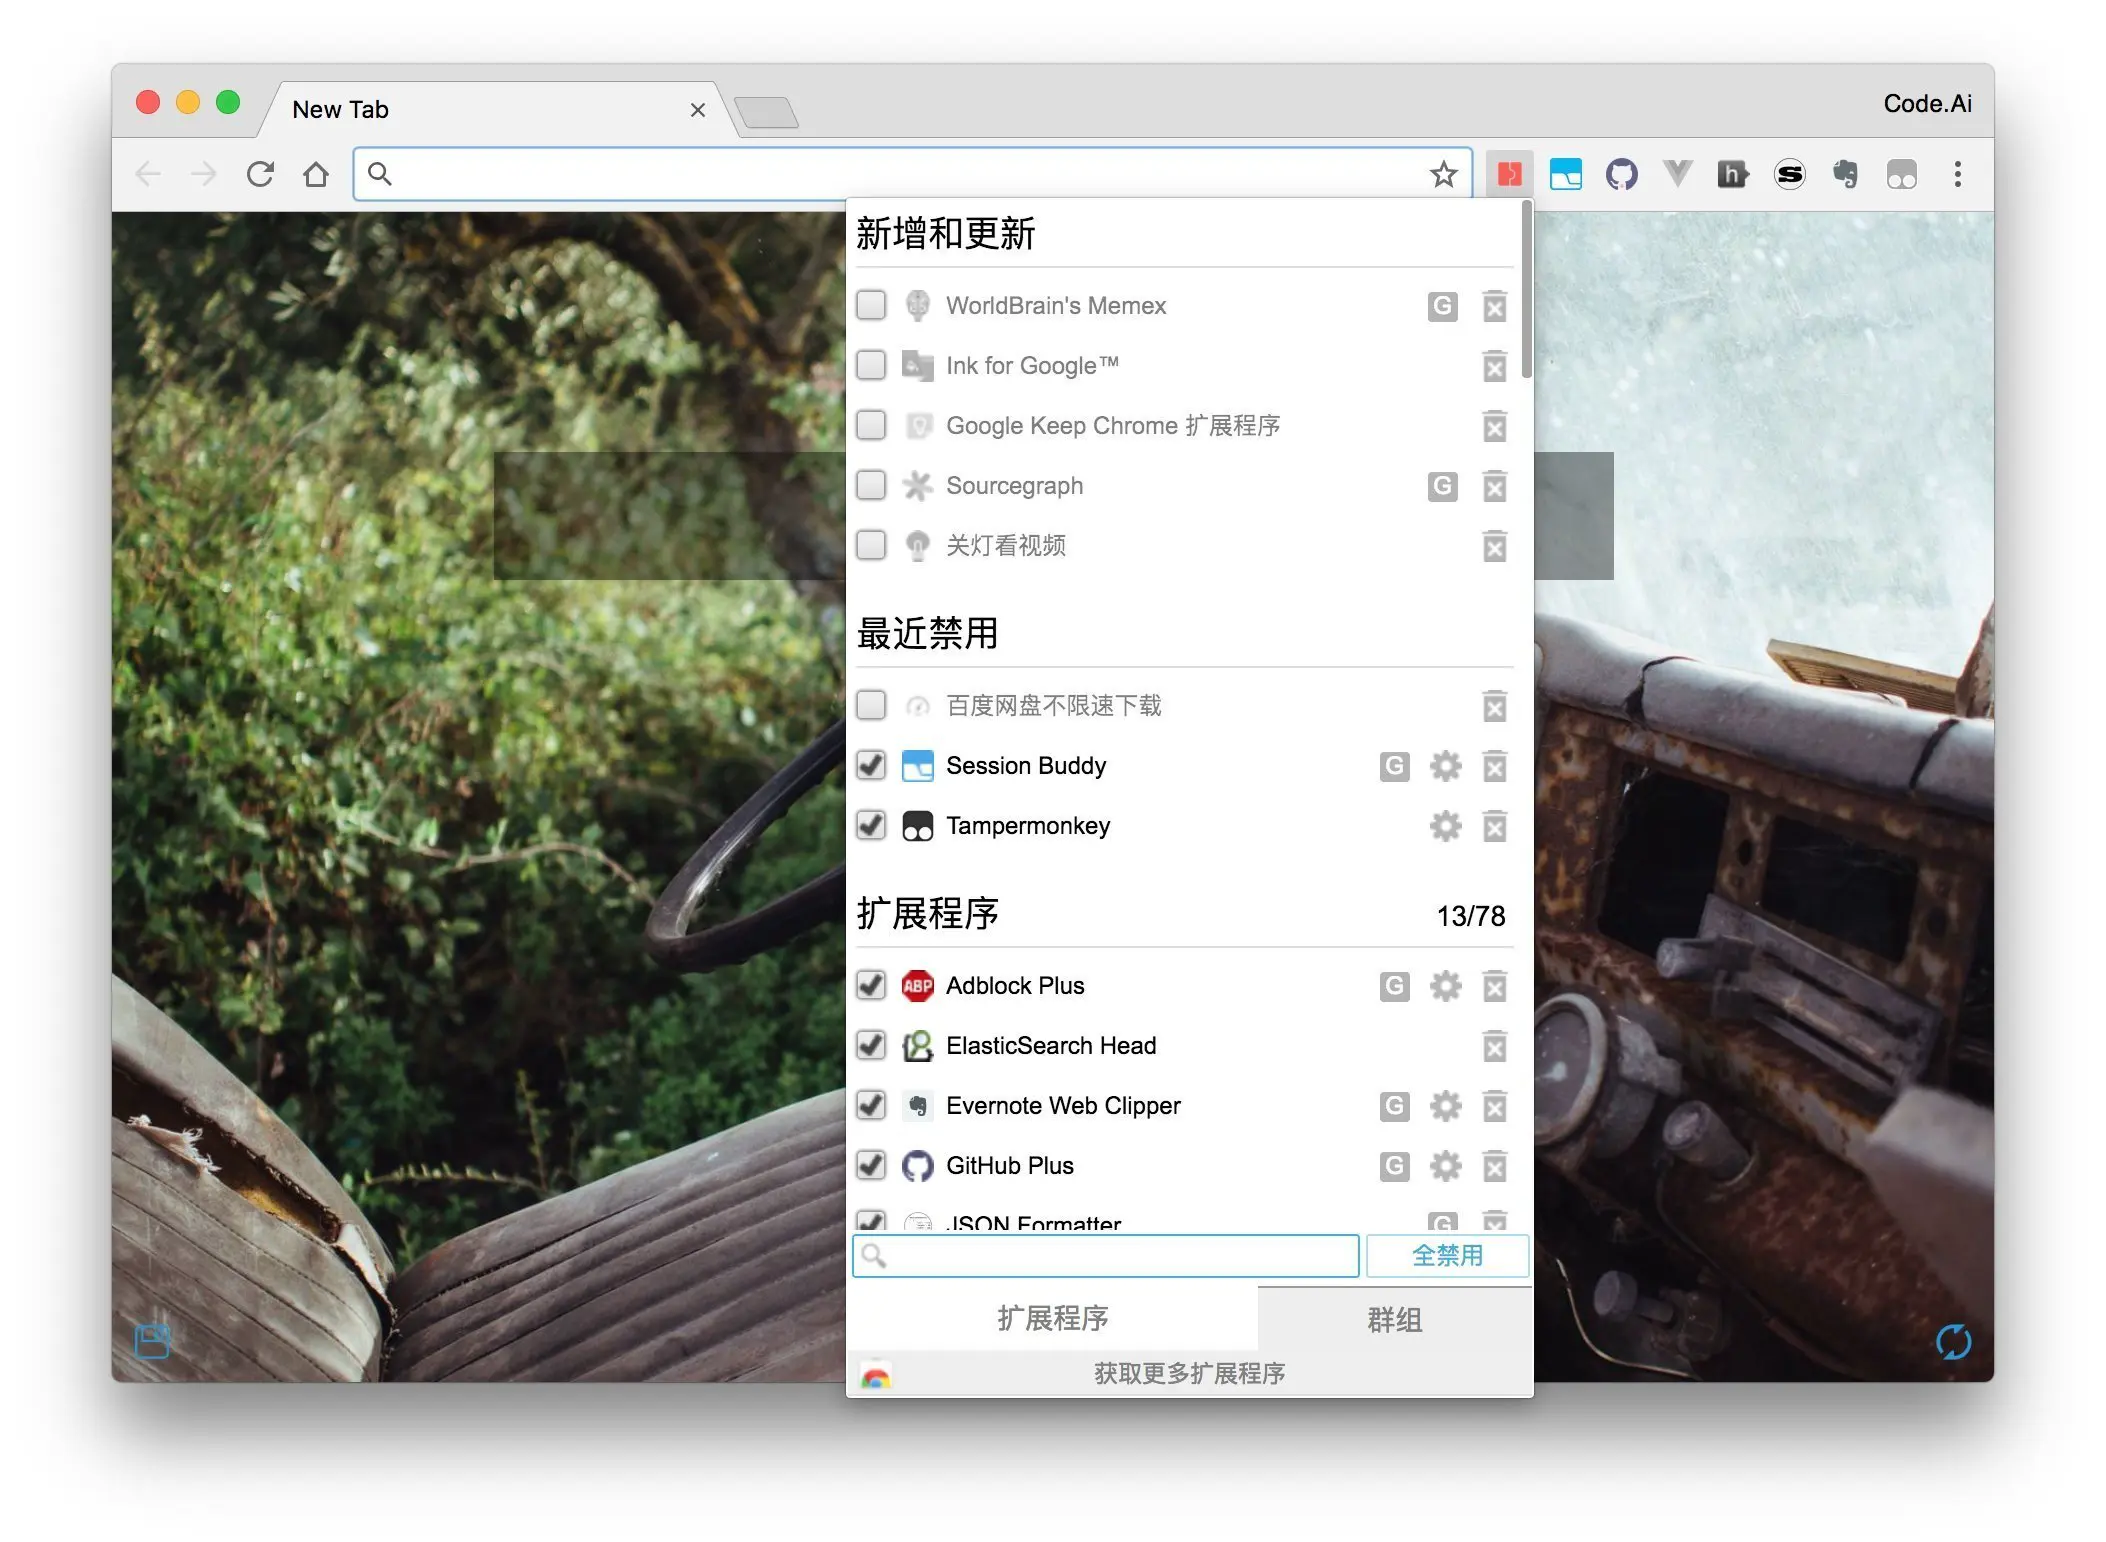 New Tab
Code.Ai
新增和更新
WorldBrain's Memex G
Ink for Google™
Google Keep Chrome 扩展程序
Sourcegraph G
关灯看视频
最近禁用
百度网盘不限速下载
Session Buddy G
Tampermonkey
扩展程序 13/78
ABP Adblock Plus G
ElasticSearch Head
Evernote Web Clipper G
GitHub Plus G
JSON Formatter G
全禁用
扩展程序 群组
获取更多扩展程序